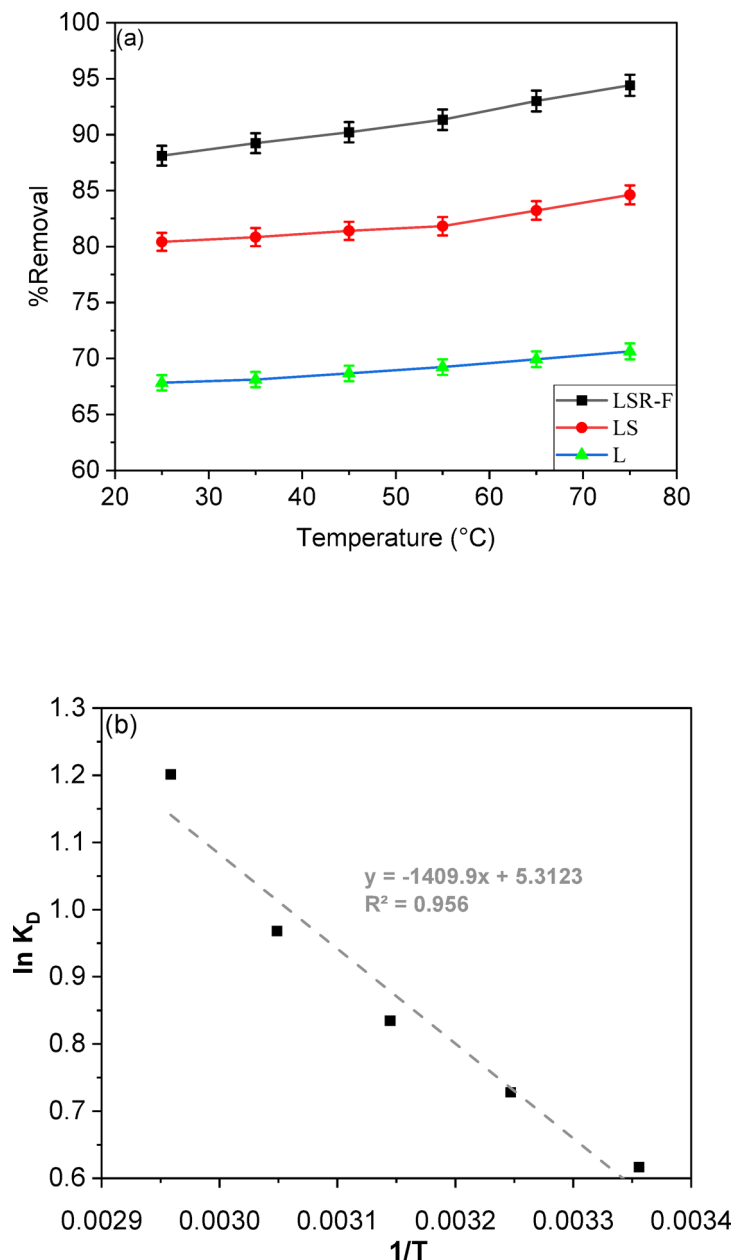 (a)
100
95
90
85
80
75
70
65
60
%Removal
20 30 40 50 60 70 80
Temperature (°C)
LSR-F
LS
L
(b)
1.3
1.2
1.1
1.0
0.9
0.8
0.7
0.6
ln K_D
y = -1409.9x + 5.3123
R² = 0.956
0.0029 0.0030 0.0031 0.0032 0.0033 0.0034
1/T